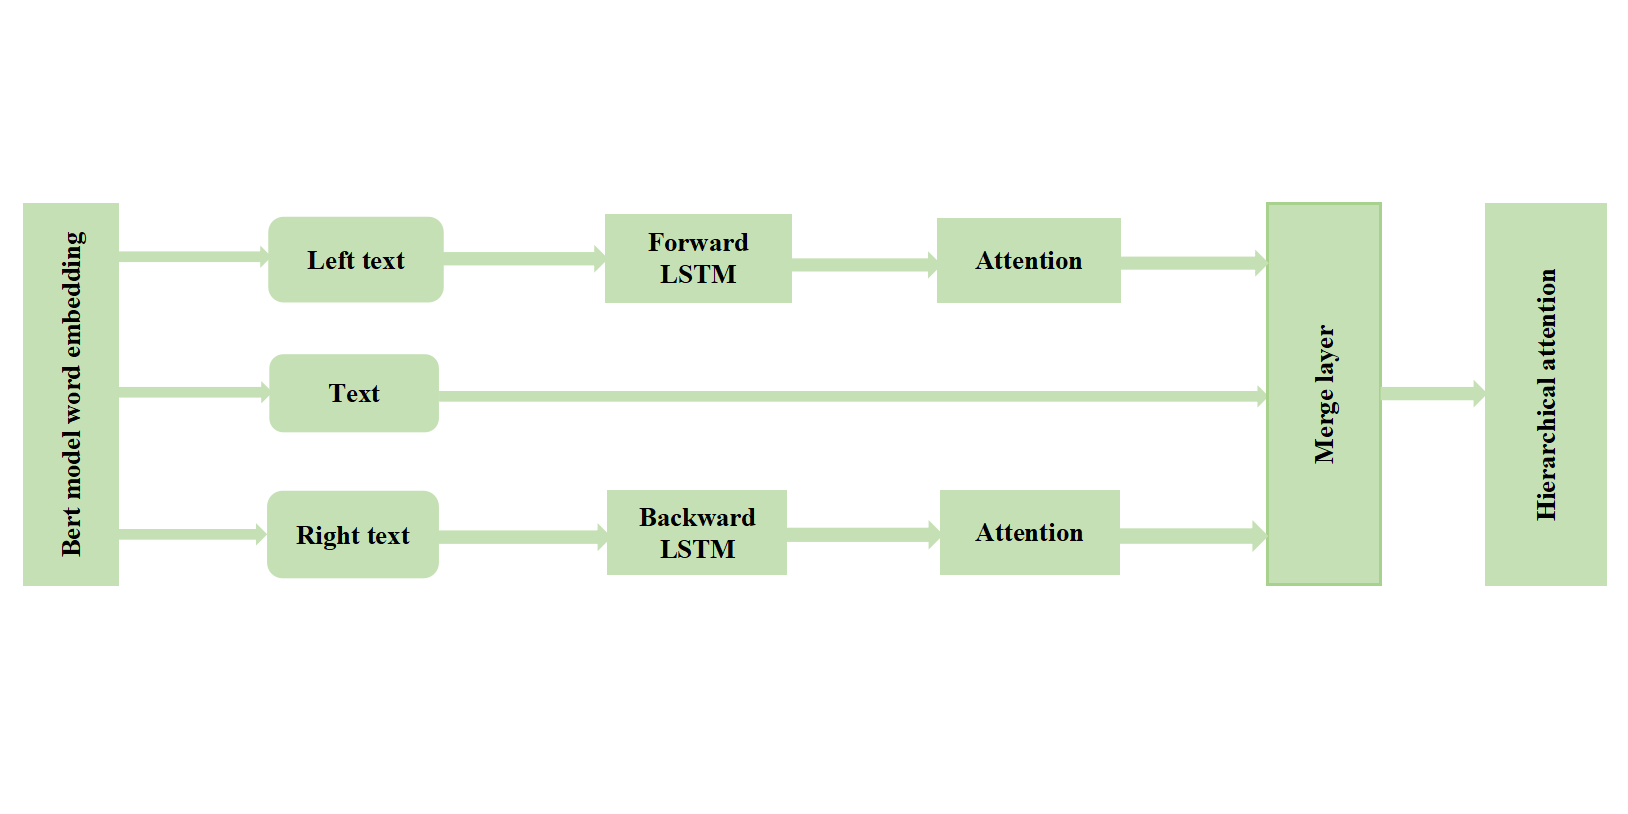 Bert model word embedding
Left text
Forward
LSTM
Attention
Text
Right text
Backward
LSTM
Attention
Merge layer
Hierarchical attention